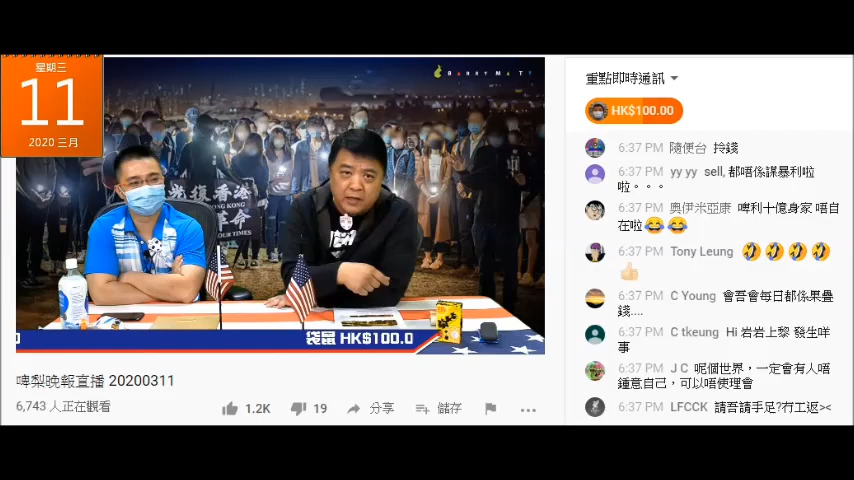 星期三
11
2020 三月
BARRY MA TT
光復香港
HONG KONG
革命
OUR TIMES
袋鼠 HK$100.0
啤梨晚報直播 20200311
6,743 人正在觀看
1.2K
19
分享
儲存
重點即時通訊
HK$100.00
6:37 PM 隨便台 拎錢
6:37 PM yy yy sell, 都唔係謀暴利啦
啦。。。
6:37 PM 奧伊米亞康 啤利十億身家 唔自
在啦😂😂
6:37 PM Tony Leung 🤣🤣🤣🤣
👍
6:37 PM C Young 會吾會每日都係果疊
錢....
6:37 PM C tkeung Hi 岩岩上黎 發生咩
事
6:37 PM J C 呢個世界，一定會有人唔
鍾意自己，可以唔使理會
6:37 PM LFCCK 請吾請手足?冇工返><